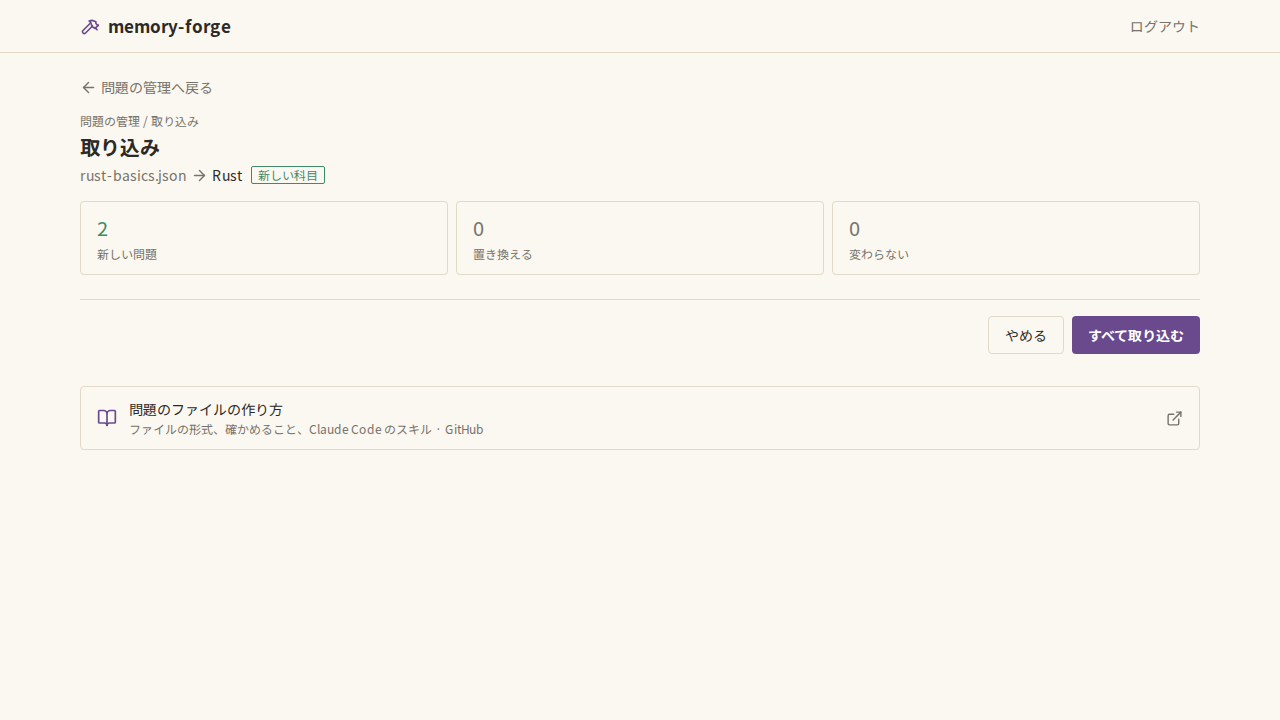 memory-forge
ログアウト
← 問題の管理へ戻る
問題の管理 / 取り込み
取り込み
rust-basics.json → Rust 新しい科目
2
新しい問題
0
置き換える
0
変わらない
やめる
すべて取り込む
問題のファイルの作り方
ファイルの形式、確かめること、Claude Code のスキル · GitHub